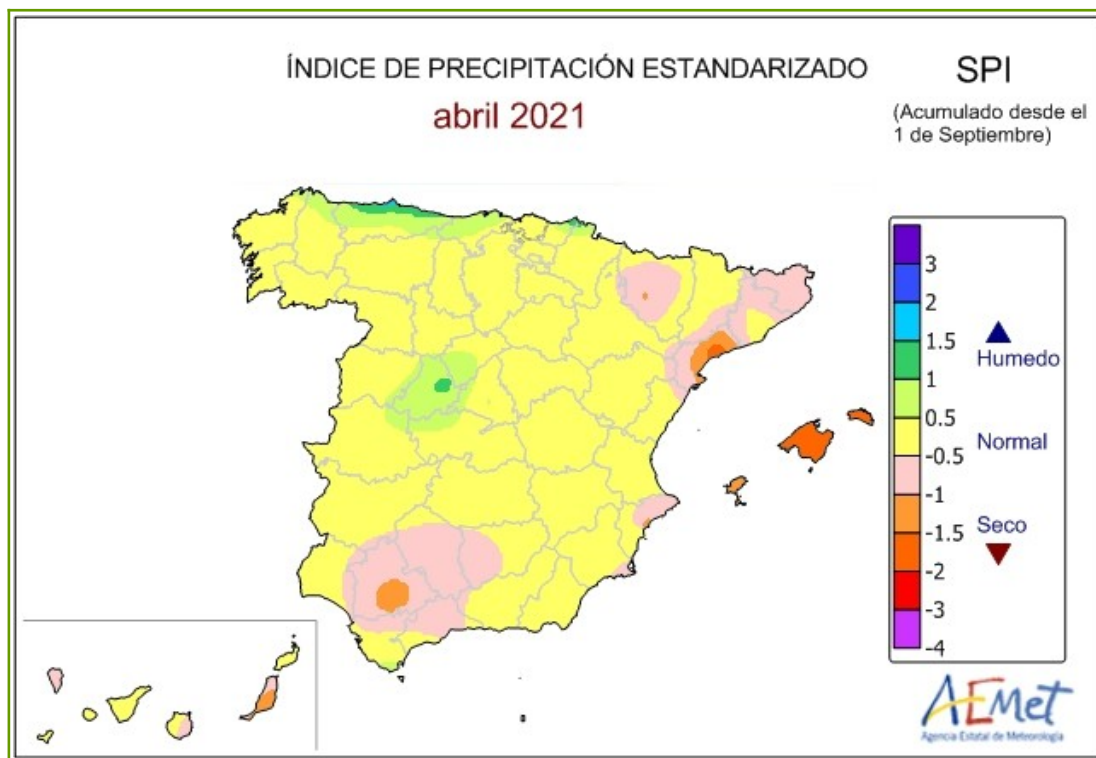 ÍNDICE DE PRECIPITACIÓN ESTANDARIZADO
abril 2021
SPI
(Acumulado desde el
1 de Septiembre)
3
2
1.5
1
0.5
-0.5
-1
-1.5
-2
-3
-4
Humedo
Normal
Seco
AEMet
Agencia Estatal de Meteorología